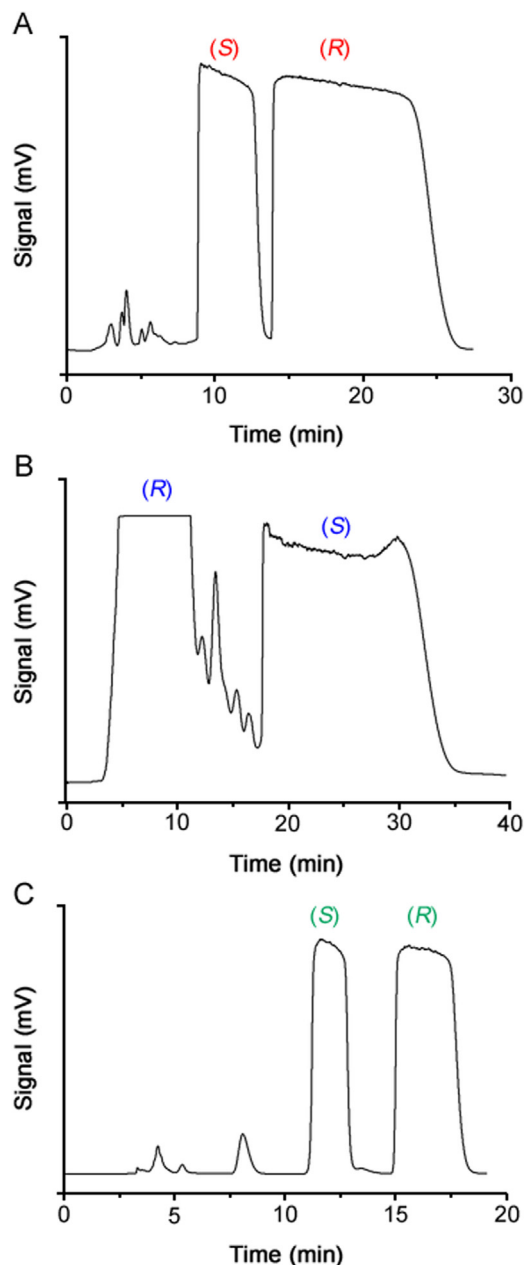 A
(S) (R)
Signal (mV)
0 10 20 30
Time (min)
B
(R) (S)
Signal (mV)
0 10 20 30 40
Time (min)
C
(S) (R)
Signal (mV)
0 5 10 15 20
Time (min)